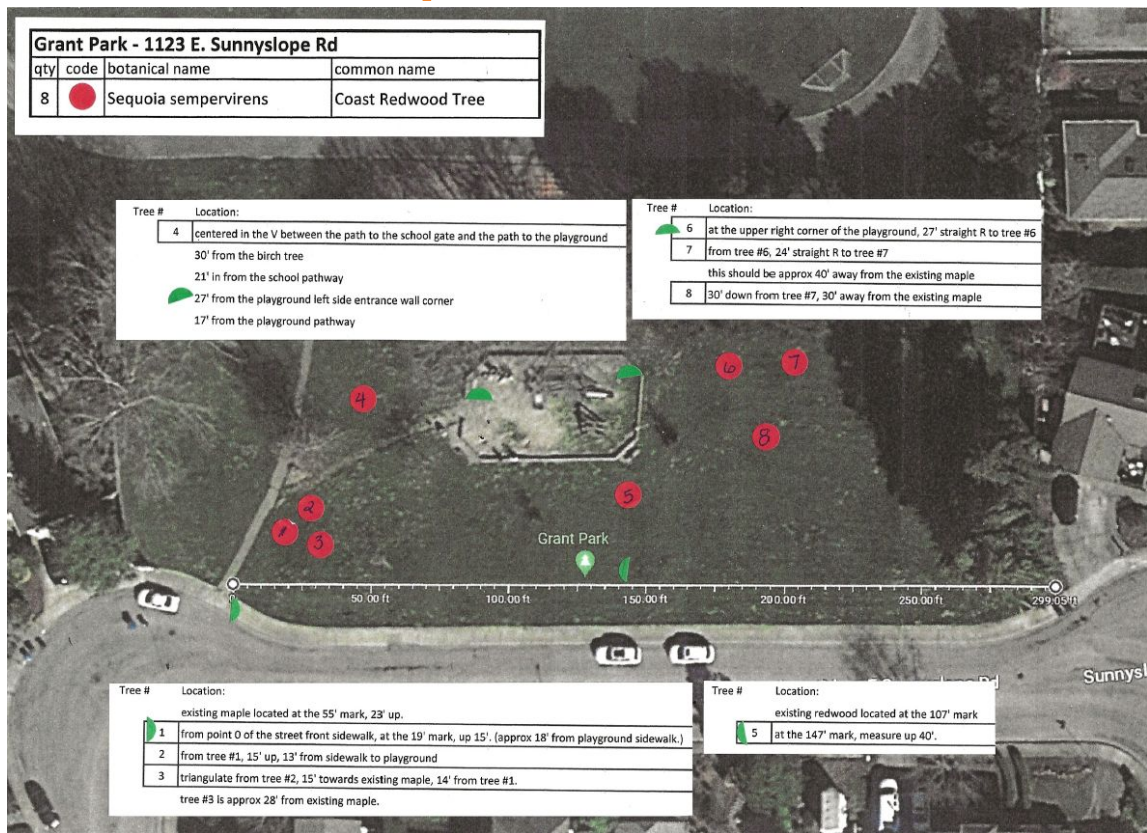 Grant Park - 1123 E. Sunnyslope Rd
qty code botanical name common name
8 Sequoia sempervirens Coast Redwood Tree
Tree # Location:
4 centered in the V between the path to the school gate and the path to the playground
30' from the birch tree
21' in from the school pathway
27' from the playground left side entrance wall corner
17' from the playground pathway
Tree # Location:
6 at the upper right corner of the playground, 27' straight R to tree #6
7 from tree #6, 24' straight R to tree #7
this should be approx 40' away from the existing maple
8 30' down from tree #7, 30' away from the existing maple
6 7
4
8
5
2
1 3
Grant Park
0 50.00 ft 100.00 ft 150.00 ft 200.00 ft 250.00 ft 299.05 ft
Sunnysl
Tree # Location:
existing maple located at the 55' mark, 23' up.
1 from point 0 of the street front sidewalk, at the 19' mark, up 15'. (approx 18' from playground sidewalk.)
2 from tree #1, 15' up, 13' from sidewalk to playground
3 triangulate from tree #2, 15' towards existing maple, 14' from tree #1.
tree #3 is approx 28' from existing maple.
Tree # Location:
existing redwood located at the 107' mark
5 at the 147' mark, measure up 40'.